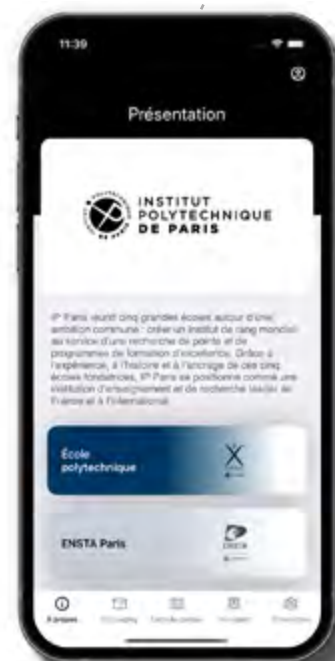 11:39
Présentation
INSTITUT
POLYTECHNIQUE
DE PARIS
IP Paris réunit cinq grandes écoles autour d'une
ambition commune : créer un institut de rang mondial
au service d'une recherche de pointe et de
programmes de formation d'excellence. Grâce à
l'expérience, à l'histoire et à l'ancrage de ces cinq
écoles fondatrices, IP Paris se positionne comme une
institution d'enseignement et de recherche leader en
France et à l'international.
École
polytechnique
ENSTA Paris
ENSTA
À propos